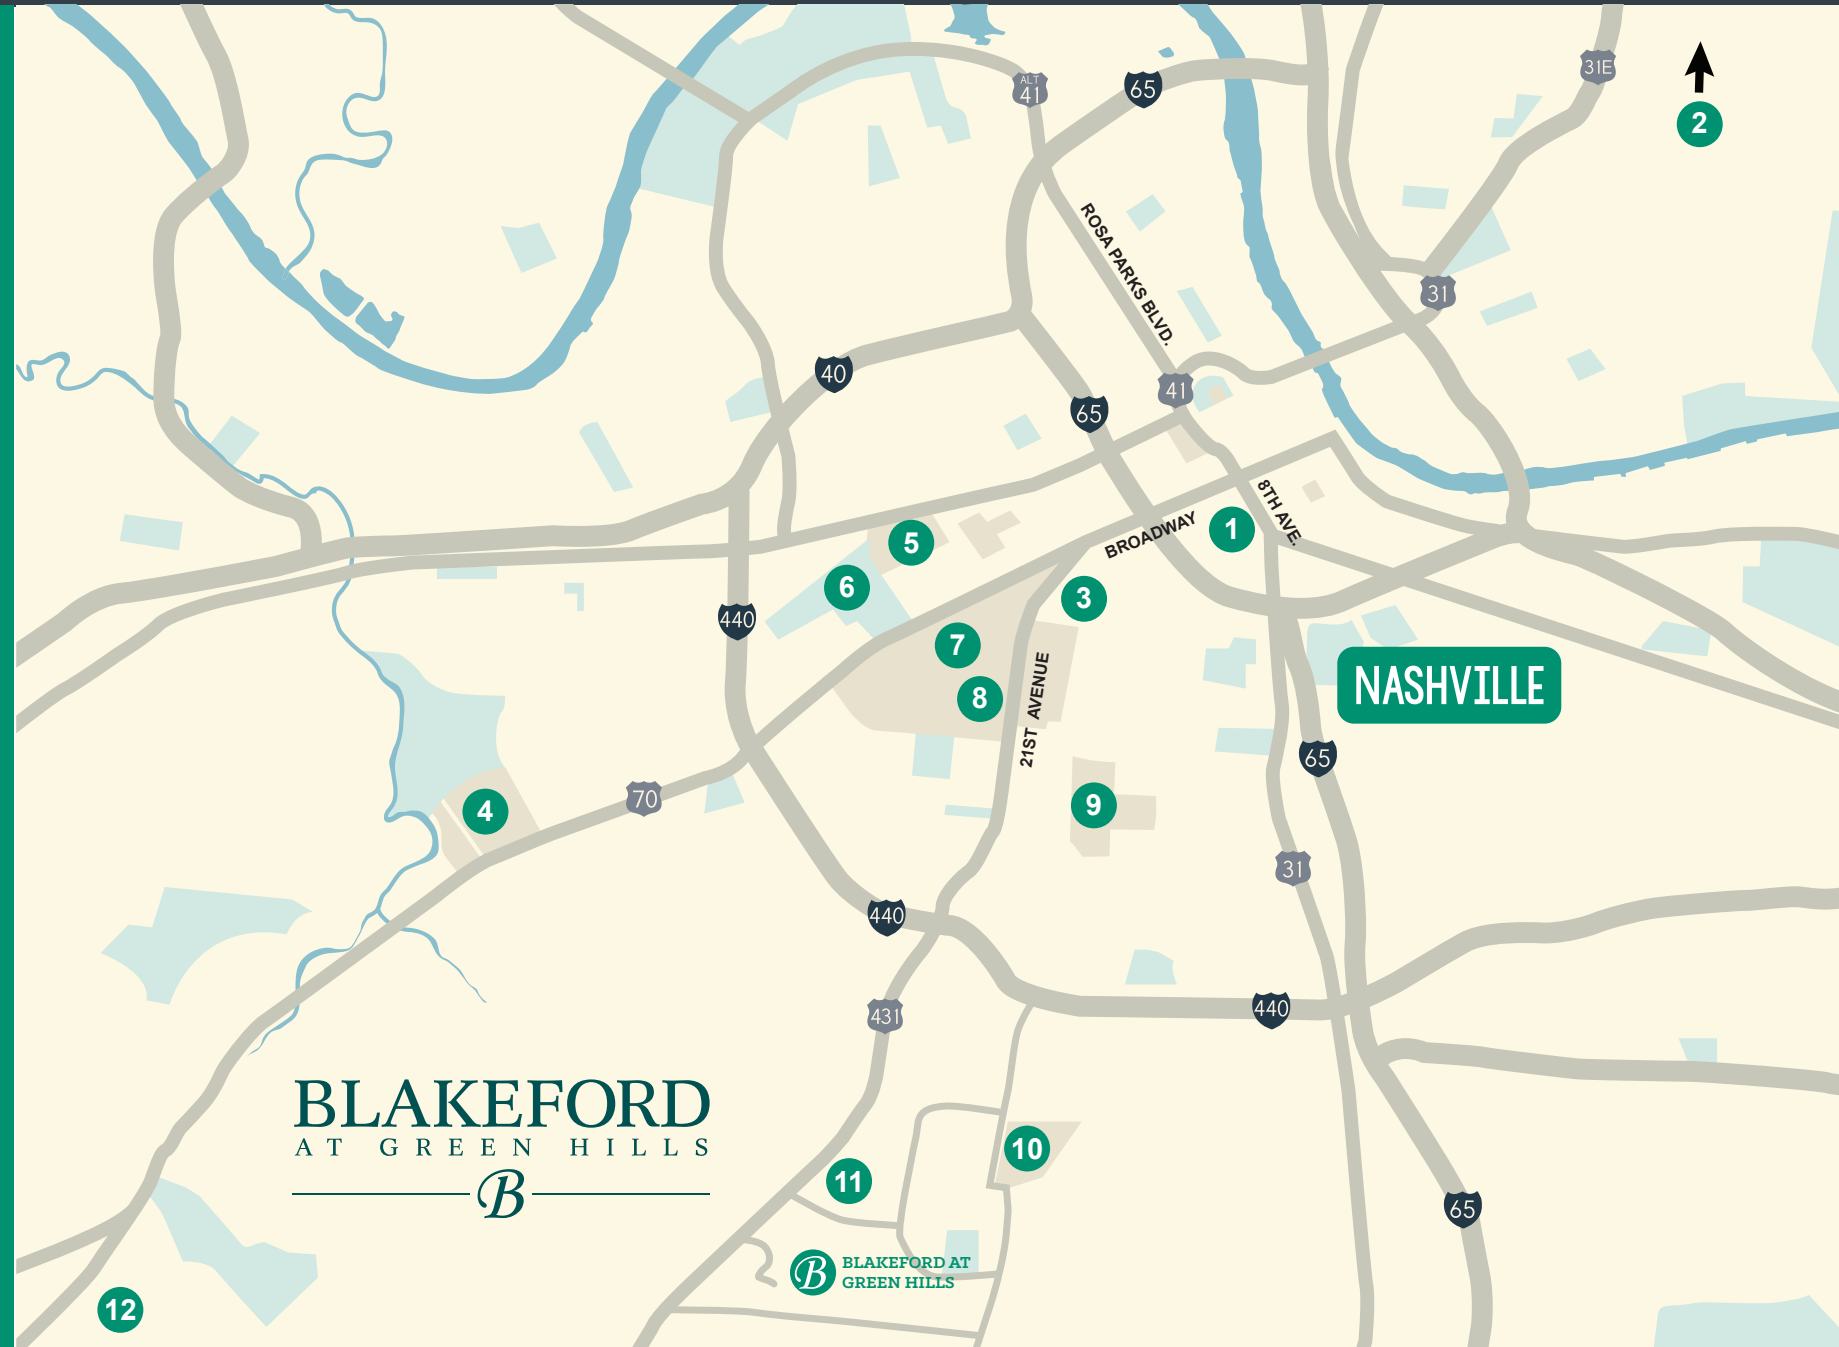 31E
ALT
41
65
2
ROSA PARKS BLVD.
31
40
41
65
8TH AVE.
BROADWAY
1
5
6
3
440
7
8
21ST AVENUE
NASHVILLE
65
70
4
9
31
440
431
440
BLAKEFORD
AT GREEN HILLS
B
10
11
65
B
BLAKEFORD AT
GREEN HILLS
12